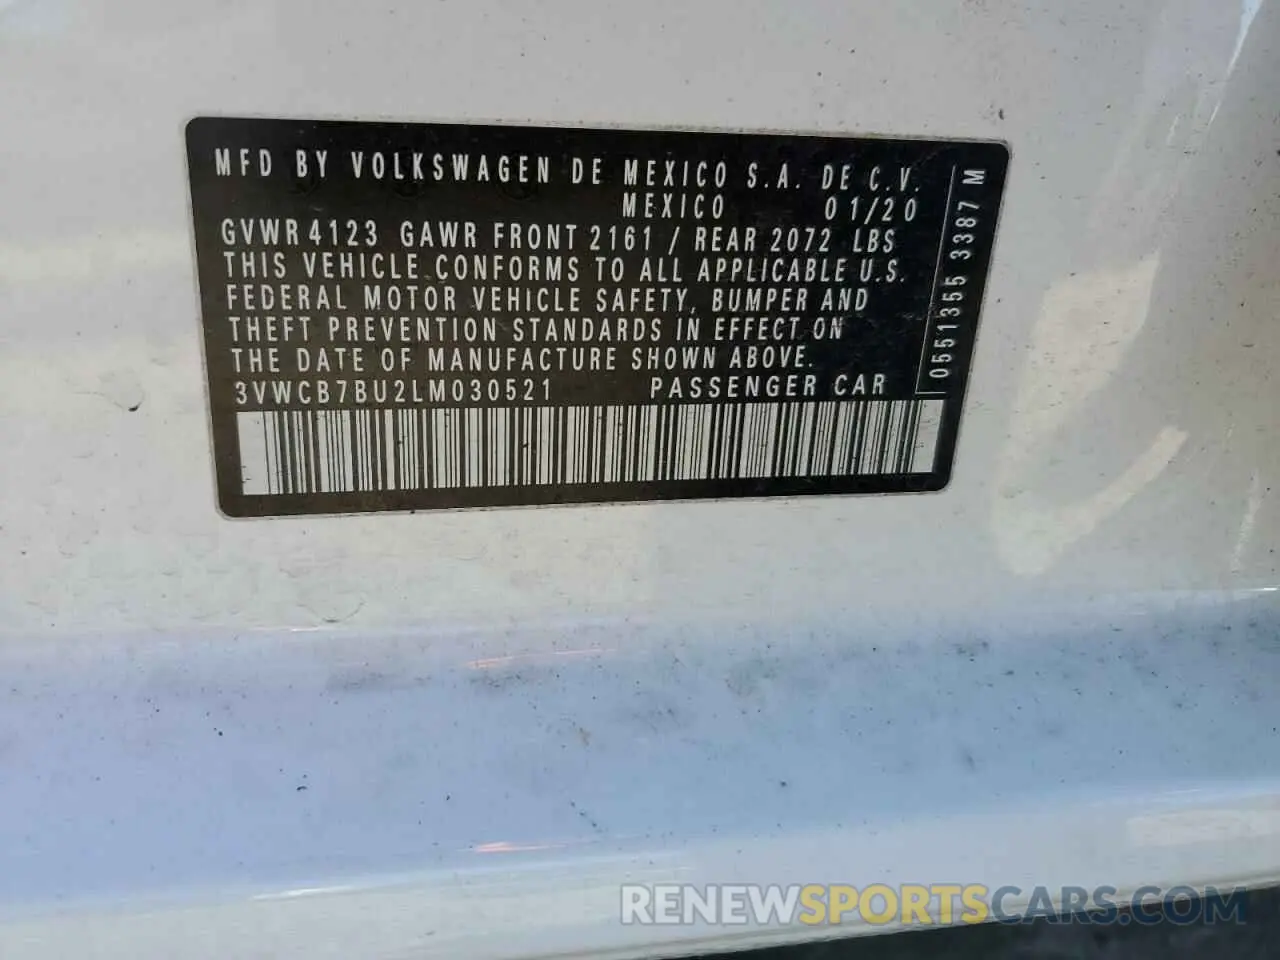 MFD BY VOLKSWAGEN DE MEXICO S.A. DE C.V.
MEXICO 01/20
GVWR 4123 GAWR FRONT 2161 / REAR 2072 LBS
THIS VEHICLE CONFORMS TO ALL APPLICABLE U.S.
FEDERAL MOTOR VEHICLE SAFETY, BUMPER AND
THEFT PREVENTION STANDARDS IN EFFECT ON
THE DATE OF MANUFACTURE SHOWN ABOVE.
3VWCB7BU2LM030521 PASSENGER CAR
0551355 3387 M
RENEWSPORTSCARS.COM